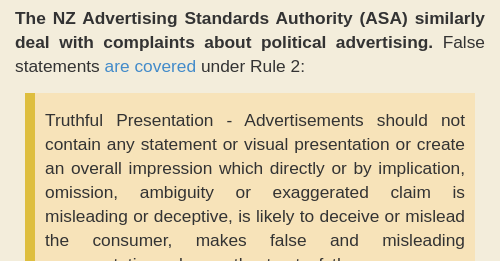 The NZ Advertising Standards Authority (ASA) similarly
deal with complaints about political advertising. False
statements are covered under Rule 2:
Truthful Presentation - Advertisements should not
contain any statement or visual presentation or create
an overall impression which directly or by implication,
omission, ambiguity or exaggerated claim is
misleading or deceptive, is likely to deceive or mislead
the consumer, makes false and misleading